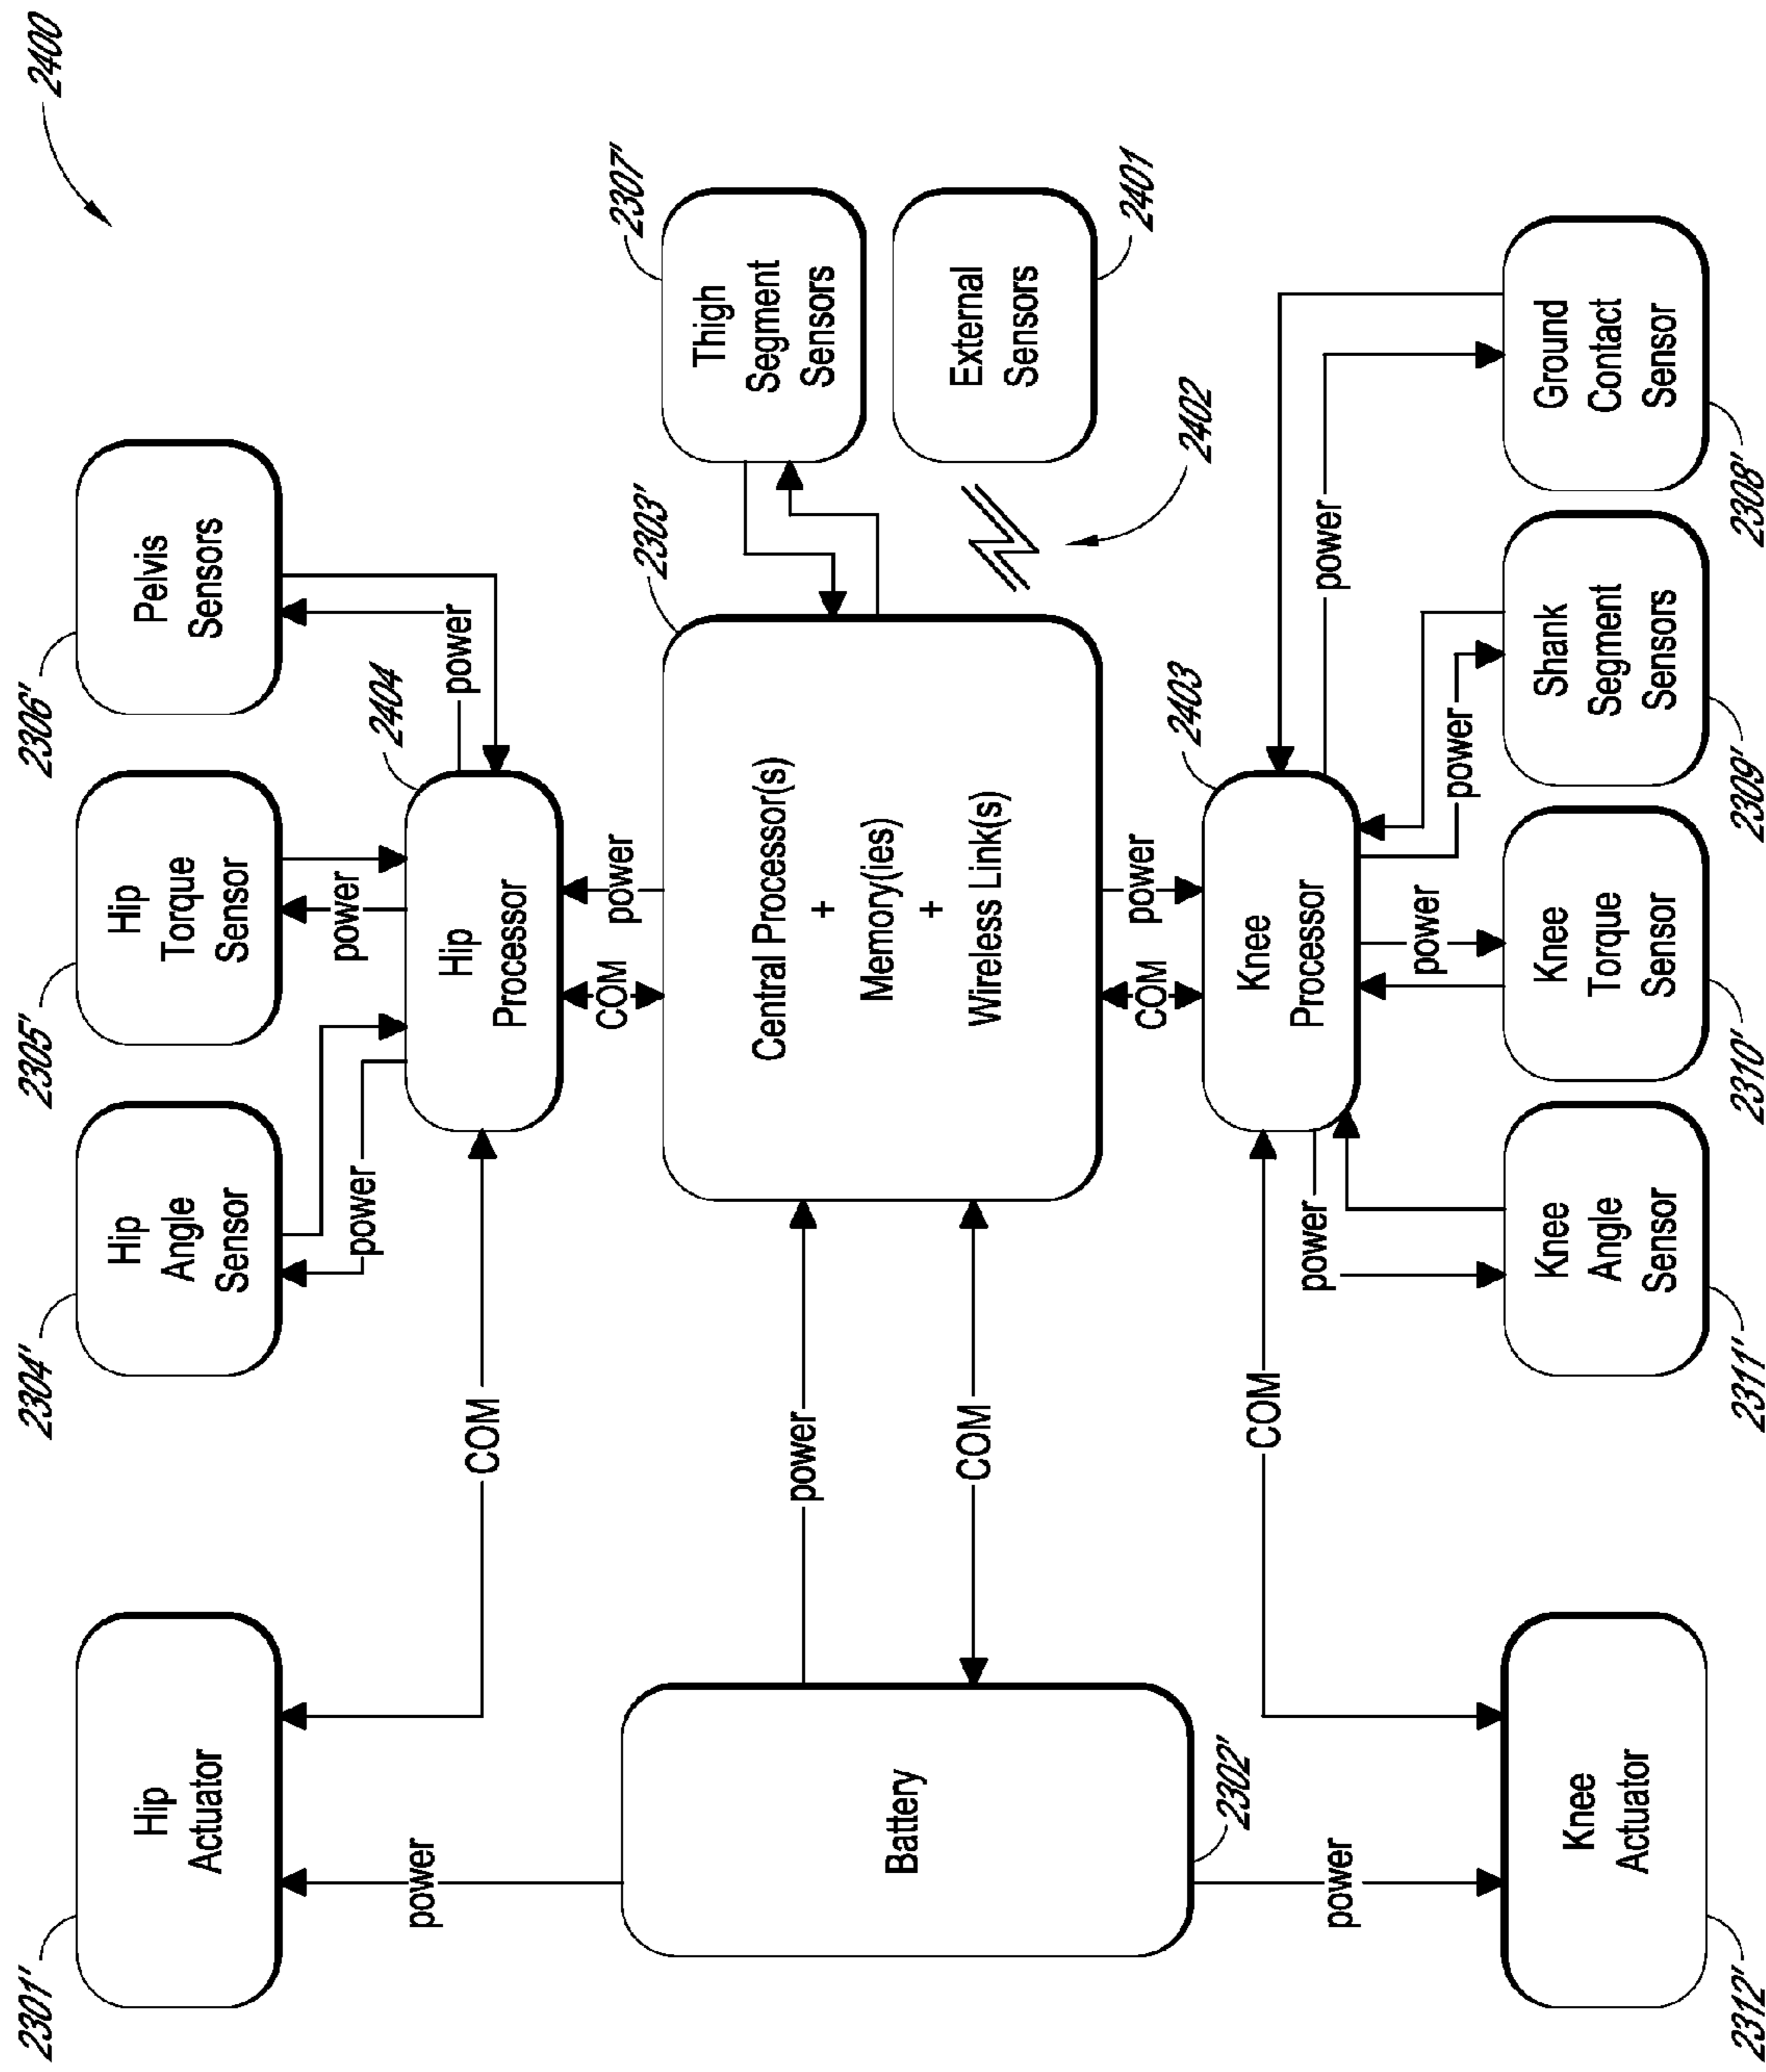 2301'
2304'
2305'
2306'
2400
Hip
Actuator
Hip
Angle
Sensor
Hip
Torque
Sensor
Pelvis
Sensors
power
power
power
power
2404
COM
Hip
Processor
COM
power
2303'
2307'
Battery
2302'
power
COM
Central Processor(s)
+
Memory(ies)
+
Wireless Link(s)
Thigh
Segment
Sensors
External
Sensors
2401
2402
COM
power
2403
COM
Knee
Processor
power
power
power
power
power
Knee
Actuator
Knee
Angle
Sensor
Knee
Torque
Sensor
Shank
Segment
Sensors
Ground
Contact
Sensor
2312'
2311'
2310'
2309'
2308'